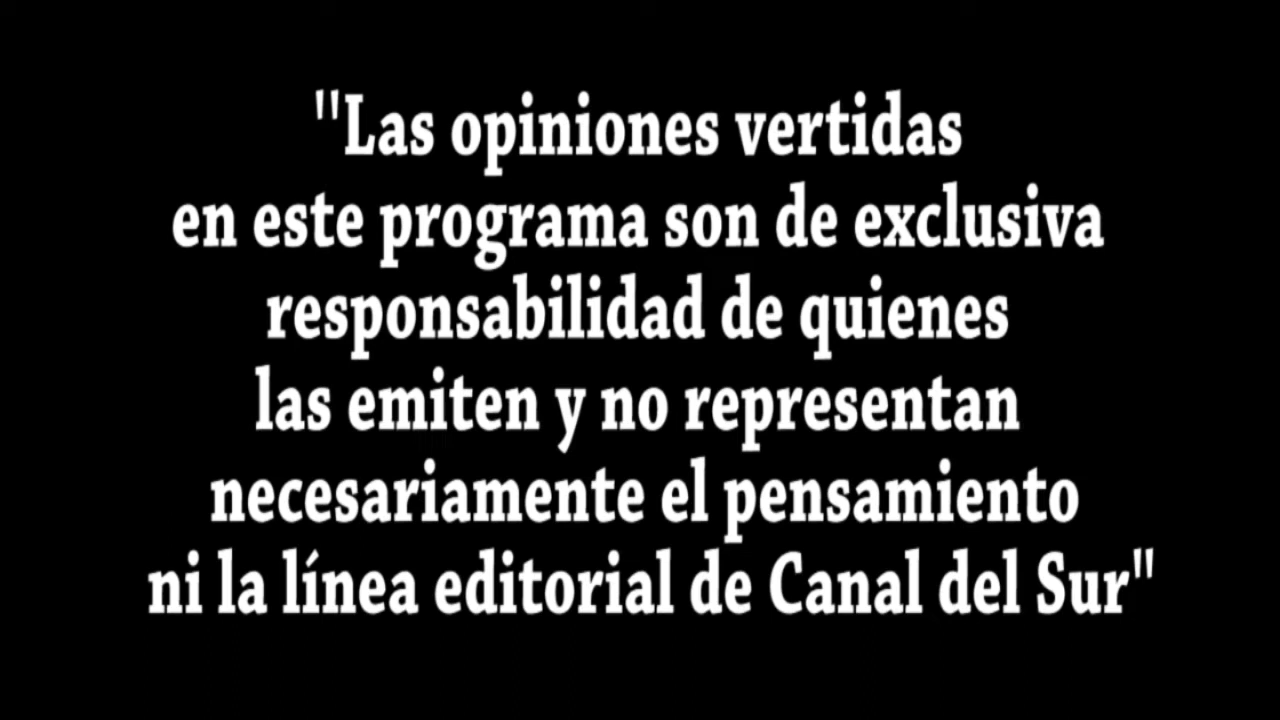 "Las opiniones vertidas
en este programa son de exclusiva
responsabilidad de quienes
las emiten y no representan
necesariamente el pensamiento
ni la línea editorial de Canal del Sur"